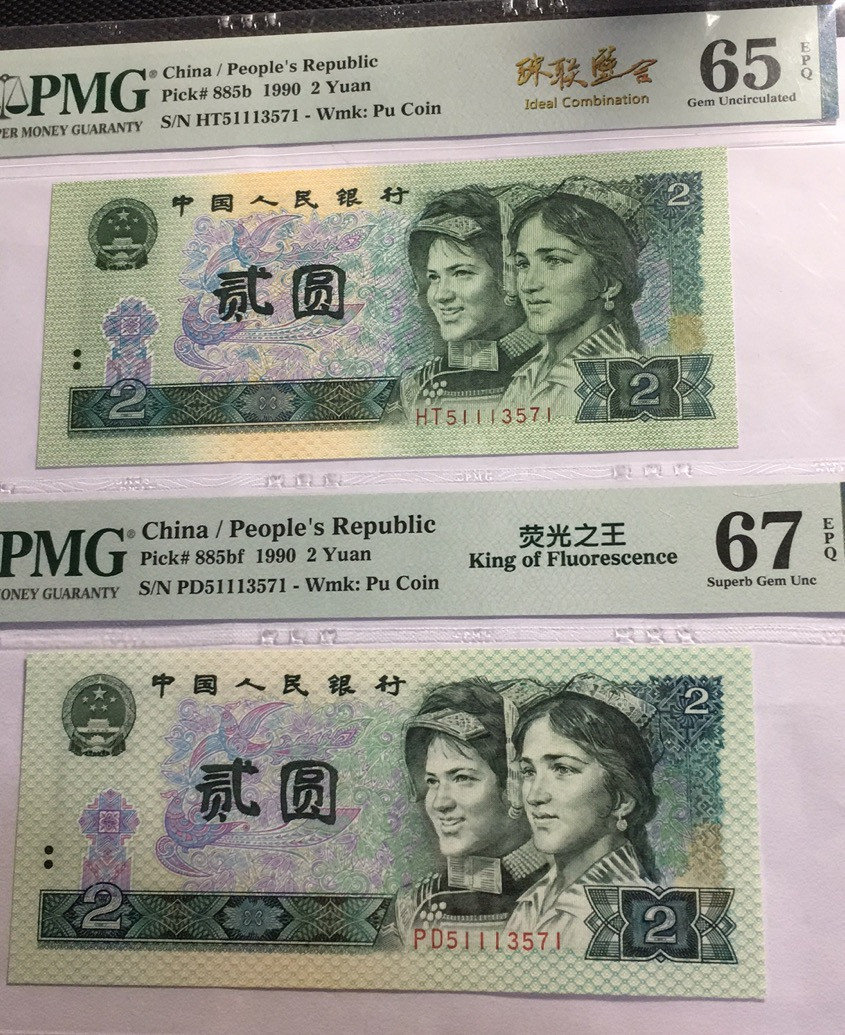 PMG®
PER MONEY GUARANTY
China / People's Republic
Pick# 885b 1990 2 Yuan
S/N HT51113571 - Wmk: Pu Coin
珠联璧合
Ideal Combination
65
EPQ
Gem Uncirculated
中国人民银行
2
贰圆
2
2
HT51113571
PMG®
MONEY GUARANTY
China / People's Republic
Pick# 885bf 1990 2 Yuan
S/N PD51113571 - Wmk: Pu Coin
荧光之王
King of Fluorescence
67
EPQ
Superb Gem Unc
中国人民银行
2
贰圆
2
2
PD51113571